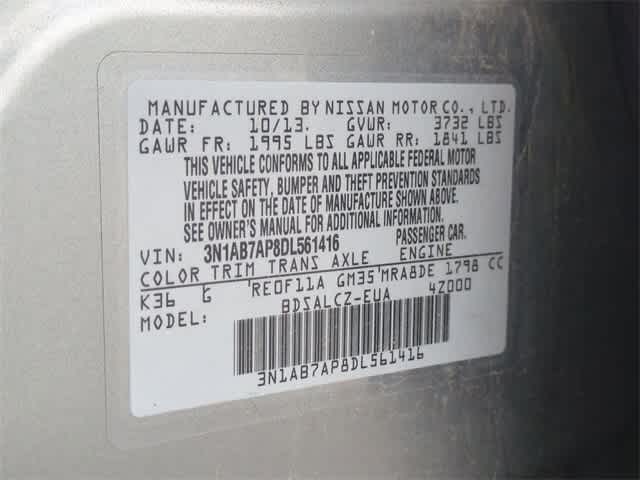 MANUFACTURED BY NISSAN MOTOR CO., LTD.
DATE: 10/13. GVWR: 3732 LBS
GAWR FR: 1995 LBS GAWR RR: 1841 LBS
THIS VEHICLE CONFORMS TO ALL APPLICABLE FEDERAL MOTOR
VEHICLE SAFETY, BUMPER AND THEFT PREVENTION STANDARDS
IN EFFECT ON THE DATE OF MANUFACTURE SHOWN ABOVE.
SEE OWNER'S MANUAL FOR ADDITIONAL INFORMATION.
VIN: 3N1AB7AP8DL561416 PASSENGER CAR.
COLOR TRIM TRANS AXLE ENGINE
K36 G RE0F11A GM35 MRA8DE 1798 CC
MODEL: BDSALCZ-EUA 4Z000
3N1AB7AP8DL561416